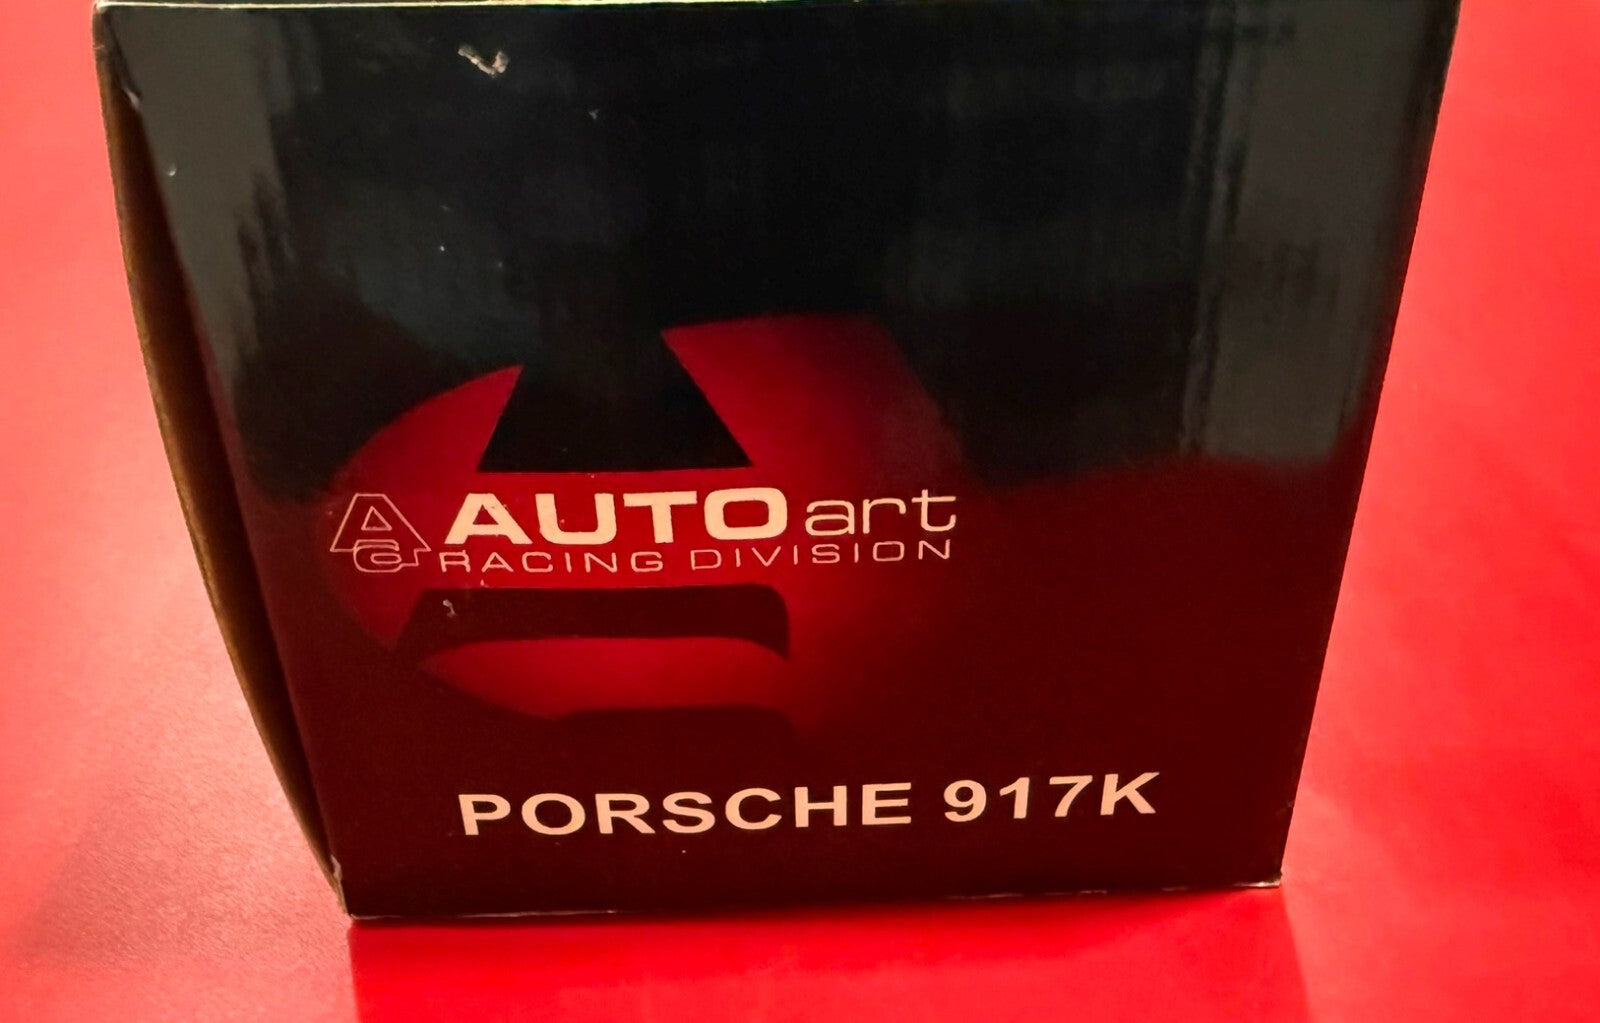 AUTOart
RACING DIVISION
PORSCHE 917K